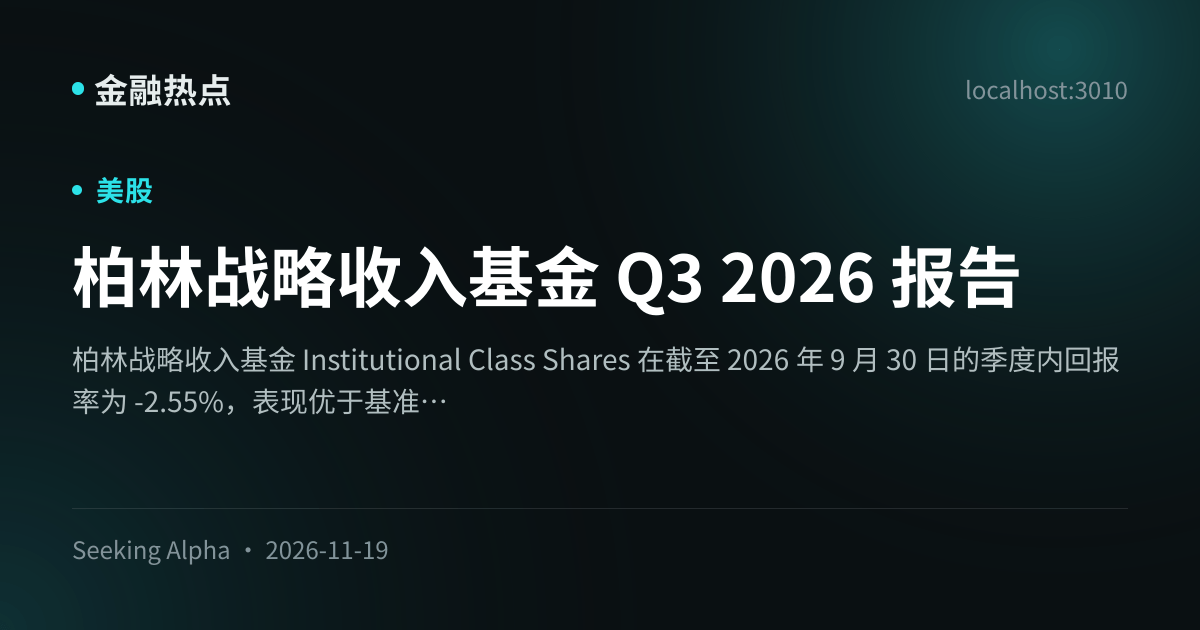 金融热点
localhost:3010
美股
柏林战略收入基金 Q3 2026 报告
柏林战略收入基金 Institutional Class Shares 在截至 2026 年 9 月 30 日的季度内回报
率为 -2.55%，表现优于基准…
Seeking Alpha · 2026-11-19